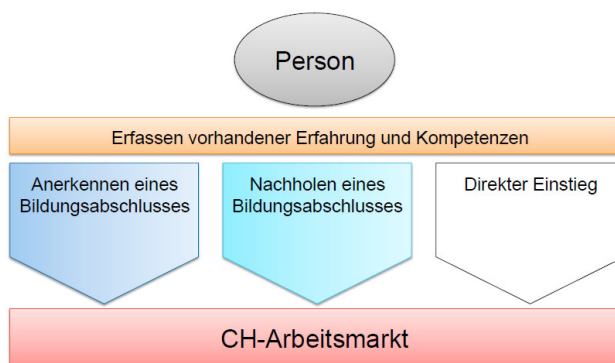 Person
Erfassen vorhandener Erfahrung und Kompetenzen
Anerkennen eines
Bildungsabschlusses
Nachholen eines
Bildungsabschlusses
Direkter Einstieg
CH-Arbeitsmarkt